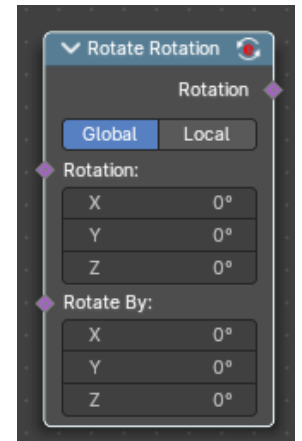 Rotate Rotation
Rotation
Global Local
Rotation:
X 0°
Y 0°
Z 0°
Rotate By:
X 0°
Y 0°
Z 0°